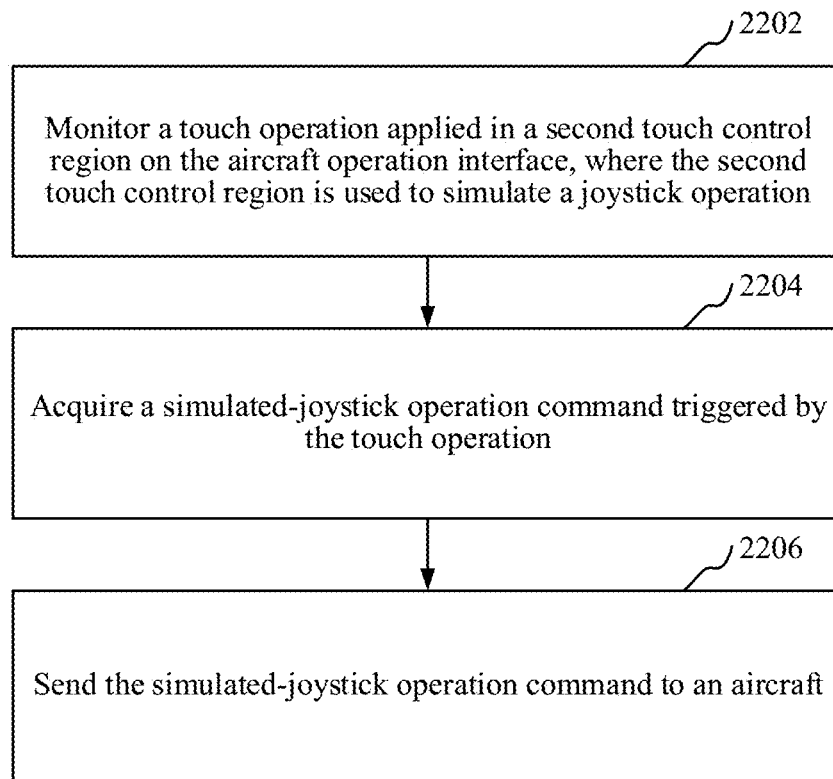 2202
Monitor a touch operation applied in a second touch control
region on the aircraft operation interface, where the second
touch control region is used to simulate a joystick operation
2204
Acquire a simulated-joystick operation command triggered by
the touch operation
2206
Send the simulated-joystick operation command to an aircraft